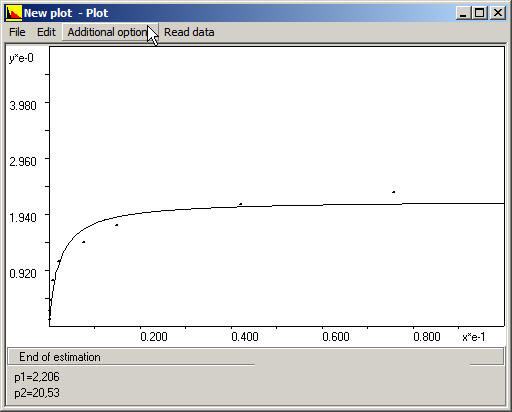 New plot - Plot
File Edit Additional option Read data
y*e-0
3.980
2.960
1.940
0.920
0.200 0.400 0.600 0.800 x*e-1
End of estimation
p1=2,206
p2=20,53